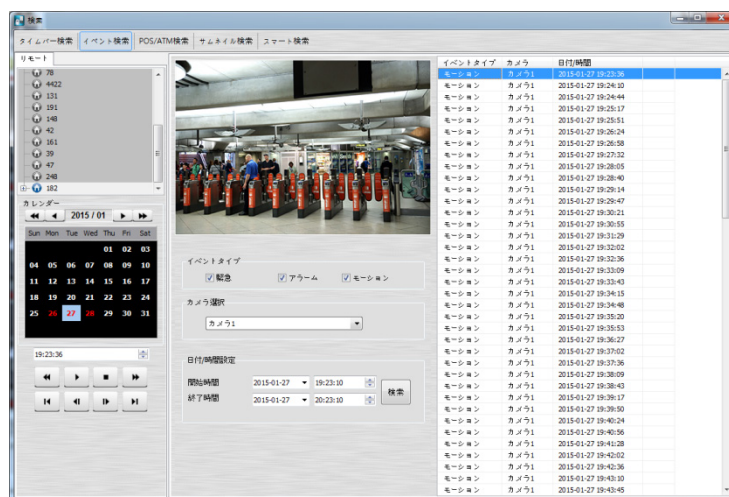 検索
タイムバー検索 イベント検索 POS/ATM検索 サムネイル検索 スマート検索
リモート
78
4422
131
191
148
42
161
39
47
248
182
カレンダー
2015 / 01
Sun Mon Tue Wed Thu Fri Sat
01 02 03
04 05 06 07 08 09 10
11 12 13 14 15 16 17
18 19 20 21 22 23 24
25 26 27 28 29 30 31
19:23:36
イベントタイプ
緊急 アラーム モーション
カメラ選択
カメラ1
日付/時間設定
開始時間 2015-01-27 19:23:10
終了時間 2015-01-27 20:23:10
検索
イベントタイプ カメラ 日付/時間
モーション カメラ1 2015-01-27 19:23:36
モーション カメラ1 2015-01-27 19:24:10
モーション カメラ1 2015-01-27 19:24:44
モーション カメラ1 2015-01-27 19:25:17
モーション カメラ1 2015-01-27 19:25:51
モーション カメラ1 2015-01-27 19:26:24
モーション カメラ1 2015-01-27 19:26:58
モーション カメラ1 2015-01-27 19:27:32
モーション カメラ1 2015-01-27 19:28:05
モーション カメラ1 2015-01-27 19:28:40
モーション カメラ1 2015-01-27 19:29:14
モーション カメラ1 2015-01-27 19:29:47
モーション カメラ1 2015-01-27 19:30:21
モーション カメラ1 2015-01-27 19:30:55
モーション カメラ1 2015-01-27 19:31:29
モーション カメラ1 2015-01-27 19:32:02
モーション カメラ1 2015-01-27 19:32:36
モーション カメラ1 2015-01-27 19:33:09
モーション カメラ1 2015-01-27 19:33:43
モーション カメラ1 2015-01-27 19:34:15
モーション カメラ1 2015-01-27 19:34:48
モーション カメラ1 2015-01-27 19:35:20
モーション カメラ1 2015-01-27 19:35:53
モーション カメラ1 2015-01-27 19:36:27
モーション カメラ1 2015-01-27 19:37:02
モーション カメラ1 2015-01-27 19:37:36
モーション カメラ1 2015-01-27 19:38:09
モーション カメラ1 2015-01-27 19:38:43
モーション カメラ1 2015-01-27 19:39:17
モーション カメラ1 2015-01-27 19:39:50
モーション カメラ1 2015-01-27 19:40:24
モーション カメラ1 2015-01-27 19:40:56
モーション カメラ1 2015-01-27 19:41:28
モーション カメラ1 2015-01-27 19:42:02
モーション カメラ1 2015-01-27 19:42:36
モーション カメラ1 2015-01-27 19:43:10
モーション カメラ1 2015-01-27 19:43:45